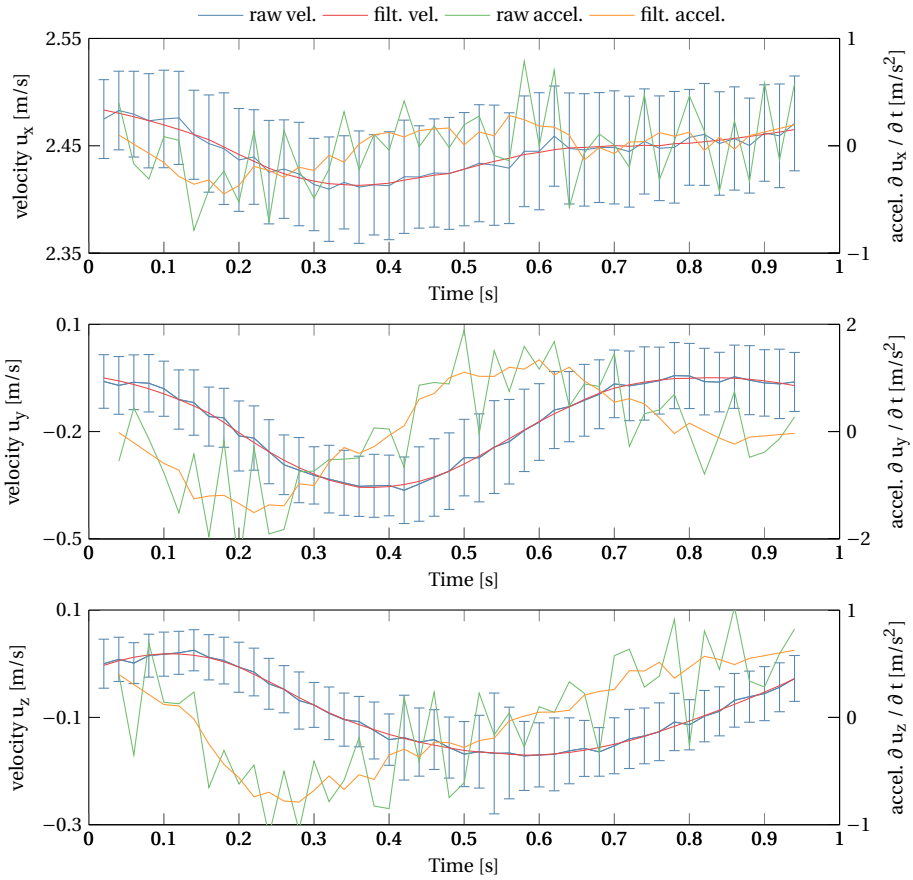 raw vel. filt. vel. raw accel. filt. accel.
2.55 1
2.45 0
2.35 −1
velocity uₓ [m/s]
accel. ∂ uₓ / ∂ t [m/s²]
0 0.1 0.2 0.3 0.4 0.5 0.6 0.7 0.8 0.9 1
Time [s]
0.1 2
−0.2 0
−0.5 −2
velocity u_y [m/s]
accel. ∂ u_y / ∂ t [m/s²]
0 0.1 0.2 0.3 0.4 0.5 0.6 0.7 0.8 0.9 1
Time [s]
0.1 1
−0.1 0
−0.3 −1
velocity u_z [m/s]
accel. ∂ u_z / ∂ t [m/s²]
0 0.1 0.2 0.3 0.4 0.5 0.6 0.7 0.8 0.9 1
Time [s]